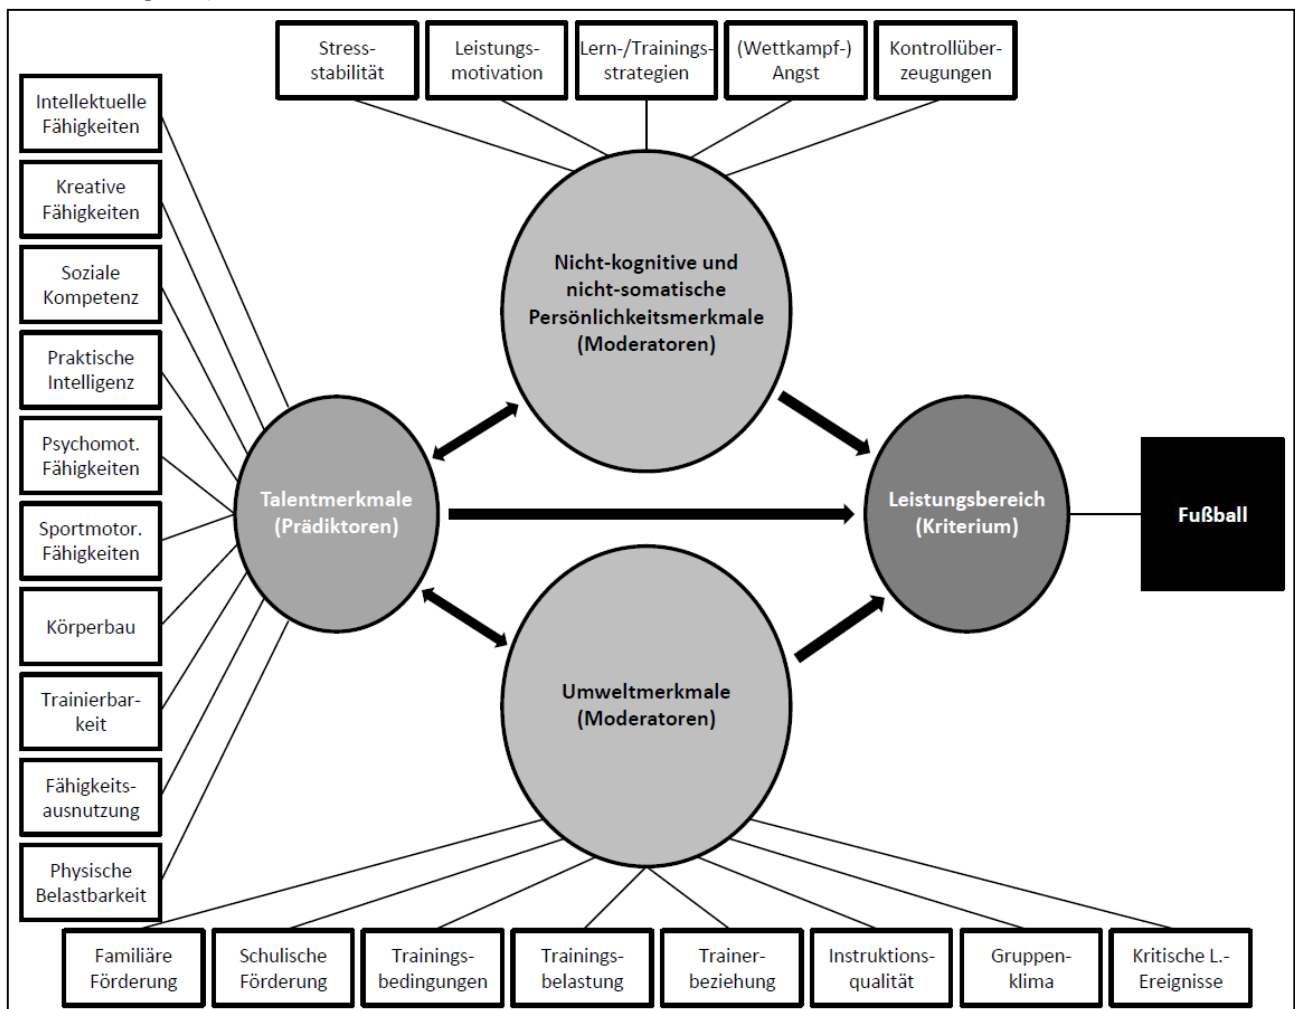 Stress-
stabilität
Leistungs-
motivation
Lern-/Trainings-
strategien
(Wettkampf-)
Angst
Kontrollüber-
zeugungen
Intellektuelle
Fähigkeiten
Kreative
Fähigkeiten
Soziale
Kompetenz
Praktische
Intelligenz
Psychomot.
Fähigkeiten
Sportmotor.
Fähigkeiten
Körperbau
Trainierbar-
keit
Fähigkeits-
ausnutzung
Physische
Belastbarkeit
Nicht-kognitive und
nicht-somatische
Persönlichkeitsmerkmale
(Moderatoren)
Talentmerkmale
(Prädiktoren)
Leistungsbereich
(Kriterium)
Fußball
Umweltmerkmale
(Moderatoren)
Familiäre
Förderung
Schulische
Förderung
Trainings-
bedingungen
Trainings-
belastung
Trainer-
beziehung
Instruktions-
qualität
Gruppen-
klima
Kritische L.-
Ereignisse